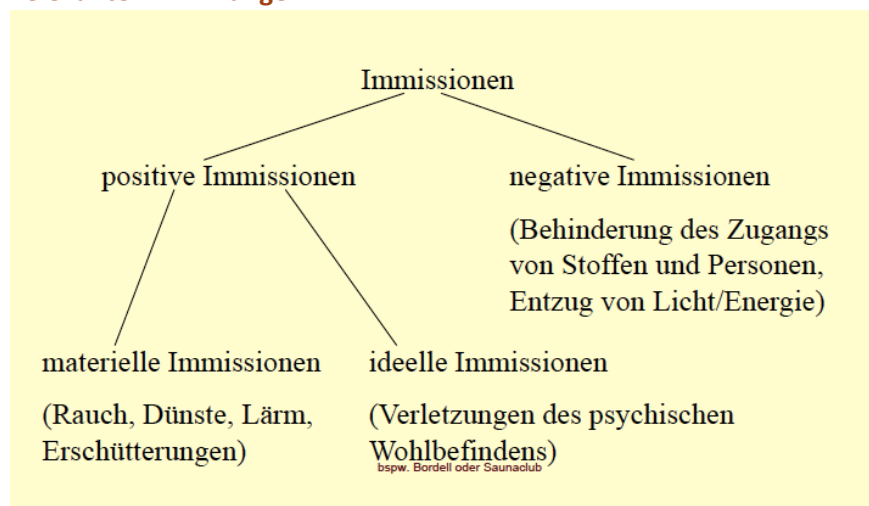 Immissionen
positive Immissionen
negative Immissionen
(Behinderung des Zugangs
von Stoffen und Personen,
Entzug von Licht/Energie)
materielle Immissionen
(Rauch, Dünste, Lärm,
Erschütterungen)
ideelle Immissionen
(Verletzungen des psychischen
Wohlbefindens)
bspw. Bordell oder Saunaclub